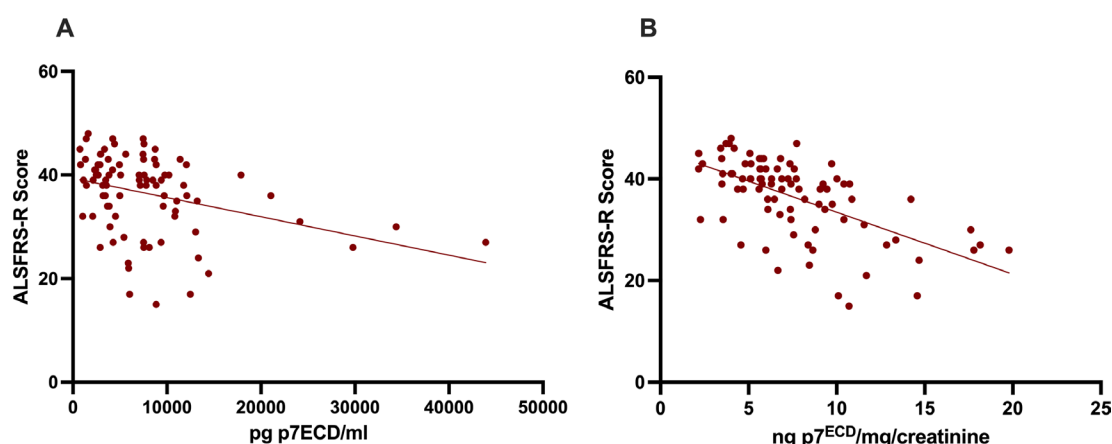 A
ALSFRS-R Score
60
40
20
0
0 10000 20000 30000 40000 50000
pg p7ECD/ml
B
ALSFRS-R Score
60
40
20
0
0 5 10 15 20 25
ng p7ECD/mg/creatinine